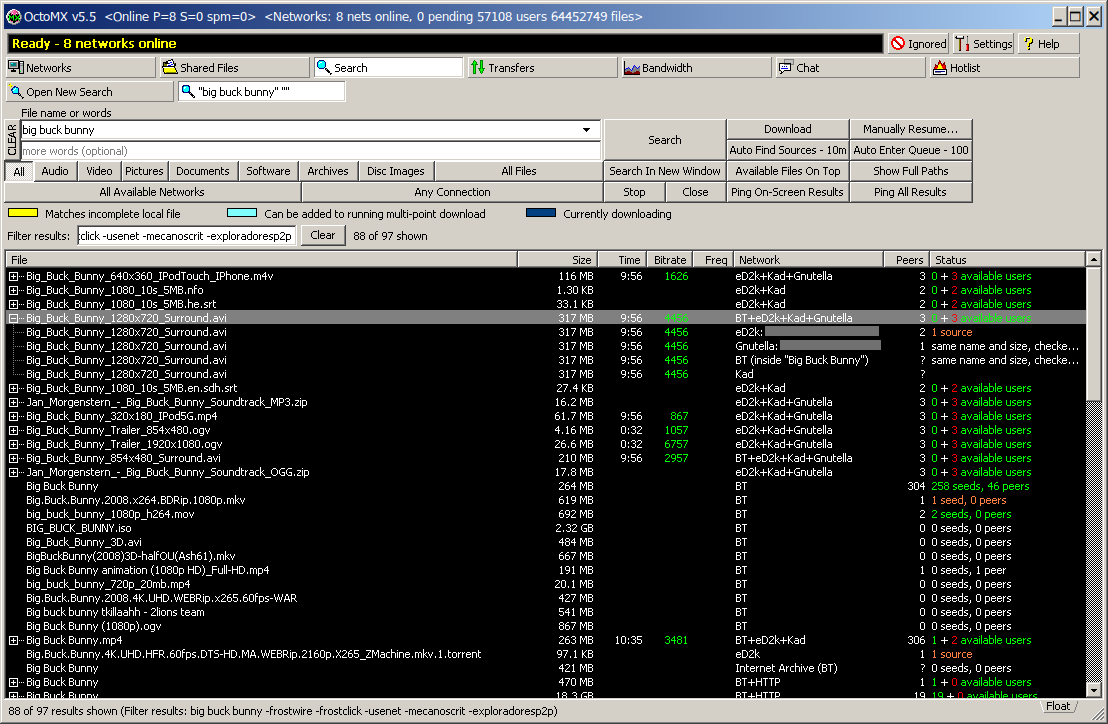 OctoMX v5.5 <Online P=8 S=0 spm=0> <Networks: 8 nets online, 0 pending 57108 users 64452749 files>
Ready - 8 networks online Ignored Settings Help
Networks Shared Files Search Transfers Bandwidth Chat Hotlist
Open New Search "big buck bunny" ""
File name or words
CLEAR big buck bunny
more words (optional)
Search Download Manually Resume...
Auto Find Sources - 10m Auto Enter Queue - 100
All Audio Video Pictures Documents Software Archives Disc Images All Files Search In New Window Available Files On Top Show Full Paths
All Available Networks Any Connection Stop Close Ping On-Screen Results Ping All Results
Matches incomplete local file Can be added to running multi-point download Currently downloading
Filter results: :click -usenet -mecanoscrit -exploradoresp2p Clear 88 of 97 shown
File Size Time Bitrate Freq Network Peers Status
Big_Buck_Bunny_640x360_IPodTouch_IPhone.m4v 116 MB 9:56 1626 eD2k+Kad+Gnutella 3 0 + 3 available users
Big_Buck_Bunny_1080_10s_5MB.nfo 1.30 KB eD2k+Kad 2 0 + 2 available users
Big_Buck_Bunny_1080_10s_5MB.he.srt 33.1 KB eD2k+Kad 2 0 + 2 available users
Big_Buck_Bunny_1280x720_Surround.avi 317 MB 9:56 4456 BT+eD2k+Kad+Gnutella 3 0 + 3 available users
Big_Buck_Bunny_1280x720_Surround.avi 317 MB 9:56 4456 eD2k: 2 1 source
Big_Buck_Bunny_1280x720_Surround.avi 317 MB 9:56 4456 Gnutella: 1 same name and size, checke...
Big_Buck_Bunny_1280x720_Surround.avi 317 MB 9:56 4456 BT (inside "Big Buck Bunny") ? same name and size, checke...
Big_Buck_Bunny_1280x720_Surround.avi 317 MB 9:56 4456 Kad ?
Big_Buck_Bunny_1080_10s_5MB.en.sdh.srt 27.4 KB eD2k+Kad 2 0 + 2 available users
Jan_Morgenstern_-_Big_Buck_Bunny_Soundtrack_MP3.zip 16.2 MB eD2k+Kad+Gnutella 3 0 + 3 available users
Big_Buck_Bunny_320x180_IPod5G.mp4 61.7 MB 9:56 867 eD2k+Kad+Gnutella 3 0 + 3 available users
Big_Buck_Bunny_Trailer_854x480.ogv 4.16 MB 0:32 1057 eD2k+Kad+Gnutella 3 0 + 3 available users
Big_Buck_Bunny_Trailer_1920x1080.ogv 26.6 MB 0:32 6757 eD2k+Kad+Gnutella 3 0 + 3 available users
Big_Buck_Bunny_854x480_Surround.avi 210 MB 9:56 2957 BT+eD2k+Kad+Gnutella 3 0 + 3 available users
Jan_Morgenstern_-_Big_Buck_Bunny_Soundtrack_OGG.zip 17.8 MB eD2k+Kad+Gnutella 3 0 + 3 available users
Big Buck Bunny 264 MB BT 304 258 seeds, 46 peers
Big.Buck.Bunny.2008.x264.BDRip.1080p.mkv 619 MB BT 1 1 seed, 0 peers
big_buck_bunny_1080p_h264.mov 692 MB BT 2 2 seeds, 0 peers
BIG_BUCK_BUNNY.iso 2.32 GB BT 0 0 seeds, 0 peers
Big_Buck_Bunny_3D.avi 484 MB BT 0 0 seeds, 0 peers
BigBuckBunny(2008)3D-halfOU(Ash61).mkv 667 MB BT 0 0 seeds, 0 peers
Big Buck Bunny animation (1080p HD)_Full-HD.mp4 191 MB BT 1 0 seeds, 1 peer
big_buck_bunny_720p_20mb.mp4 20.1 MB BT 0 0 seeds, 0 peers
Big.Buck.Bunny.2008.4K.UHD.WEBRip.x265.60fps-WAR 427 MB BT 0 0 seeds, 0 peers
Big buck bunny tkillaahh - 2lions team 541 MB BT 0 0 seeds, 0 peers
Big Buck Bunny (1080p).ogv 867 MB BT 0 0 seeds, 0 peers
Big Buck Bunny.mp4 263 MB 10:35 3481 BT+eD2k+Kad 306 1 + 2 available users
Big.Buck.Bunny.4K.UHD.HFR.60fps.DTS-HD.MA.WEBRip.2160p.X265_ZMachine.mkv.1.torrent 97.1 KB eD2k 1 1 source
Big Buck Bunny 421 MB Internet Archive (BT) ? 0 seeds, 0 peers
Big Buck Bunny 470 MB BT+HTTP 1 1 + 0 available users
Big Buck Bunny 18.3 GB BT+HTTP 19 19 + 0 available users
88 of 97 results shown (Filter results: big buck bunny -frostwire -frostclick -usenet -mecanoscrit -exploradoresp2p) Float